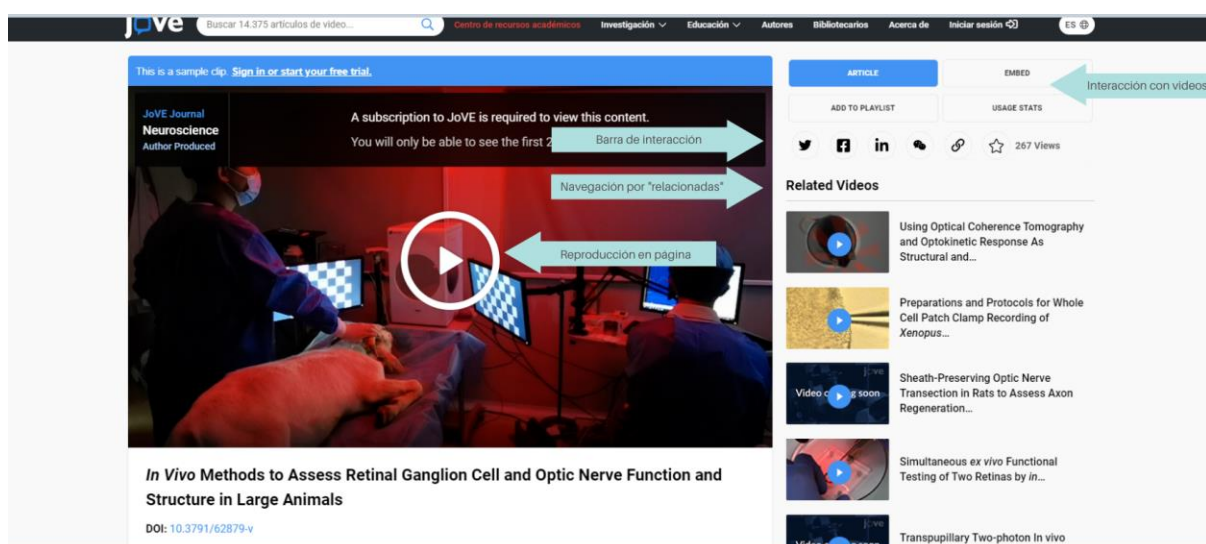 jove
Buscar 14.375 artículos de video...
Centro de recursos académicos
Investigación
Educación
Autores
Bibliotecarios
Acerca de
Iniciar sesión
ES
This is a sample clip. Sign in or start your free trial.
JoVE Journal
Neuroscience
Author Produced
A subscription to JoVE is required to view this content.
You will only be able to see the first 2
Barra de interacción
Navegación por "relacionadas"
Reproducción en página
In Vivo Methods to Assess Retinal Ganglion Cell and Optic Nerve Function and
Structure in Large Animals
DOI: 10.3791/62879-v
ARTICLE
EMBED
Interacción con videos
ADD TO PLAYLIST
USAGE STATS
in
267 Views
Related Videos
Using Optical Coherence Tomography
and Optokinetic Response As
Structural and...
Preparations and Protocols for Whole
Cell Patch Clamp Recording of
Xenopus...
Video soon
Sheath-Preserving Optic Nerve
Transection in Rats to Assess Axon
Regeneration...
Simultaneous ex vivo Functional
Testing of Two Retinas by in...
Transpupillary Two-photon In vivo